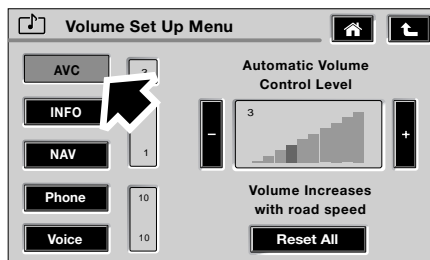 Volume Set Up Menu
AVC
3
INFO
NAV
1
Phone
10
Voice
10
Automatic Volume
Control Level
-
3
+
Volume Increases
with road speed
Reset All